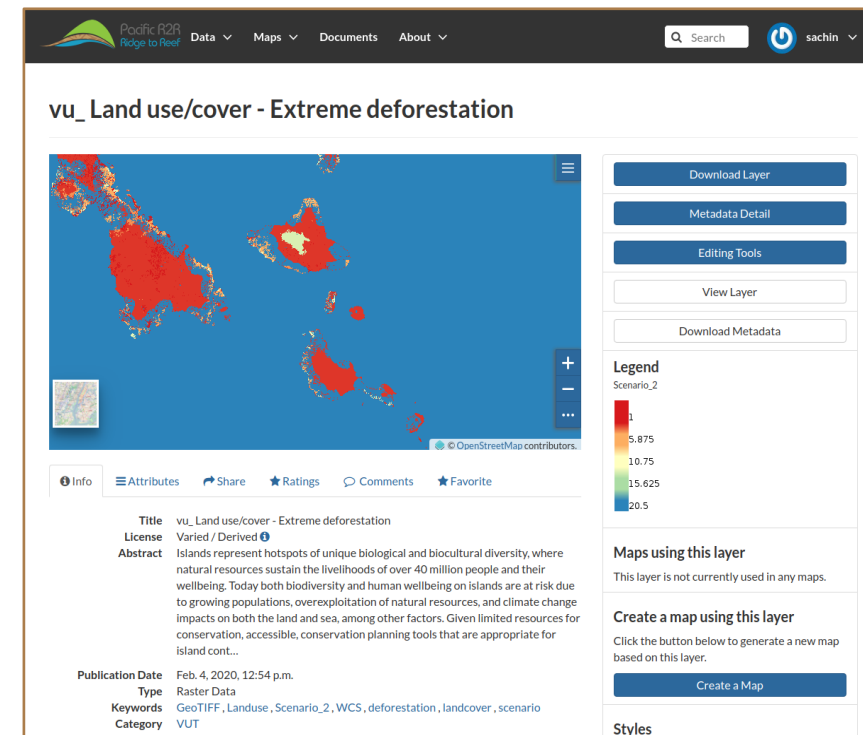 Pacific R2R
Ridge to Reef
Data Maps Documents About Search sachin
vu_ Land use/cover - Extreme deforestation
© OpenStreetMap contributors.
Info Attributes Share Ratings Comments Favorite
Title vu_ Land use/cover - Extreme deforestation
License Varied / Derived
Abstract Islands represent hotspots of unique biological and biocultural diversity, where
natural resources sustain the livelihoods of over 40 million people and their
wellbeing. Today both biodiversity and human wellbeing on islands are at risk due
to growing populations, overexploitation of natural resources, and climate change
impacts on both the land and sea, among other factors. Given limited resources for
conservation, accessible, conservation planning tools that are appropriate for
island cont...
Publication Date Feb. 4, 2020, 12:54 p.m.
Type Raster Data
Keywords GeoTIFF , Landuse , Scenario_2 , WCS , deforestation , landcover , scenario
Category VUT
Download Layer
Metadata Detail
Editing Tools
View Layer
Download Metadata
Legend
Scenario_2
1
5.875
10.75
15.625
20.5
Maps using this layer
This layer is not currently used in any maps.
Create a map using this layer
Click the button below to generate a new map
based on this layer.
Create a Map
Styles